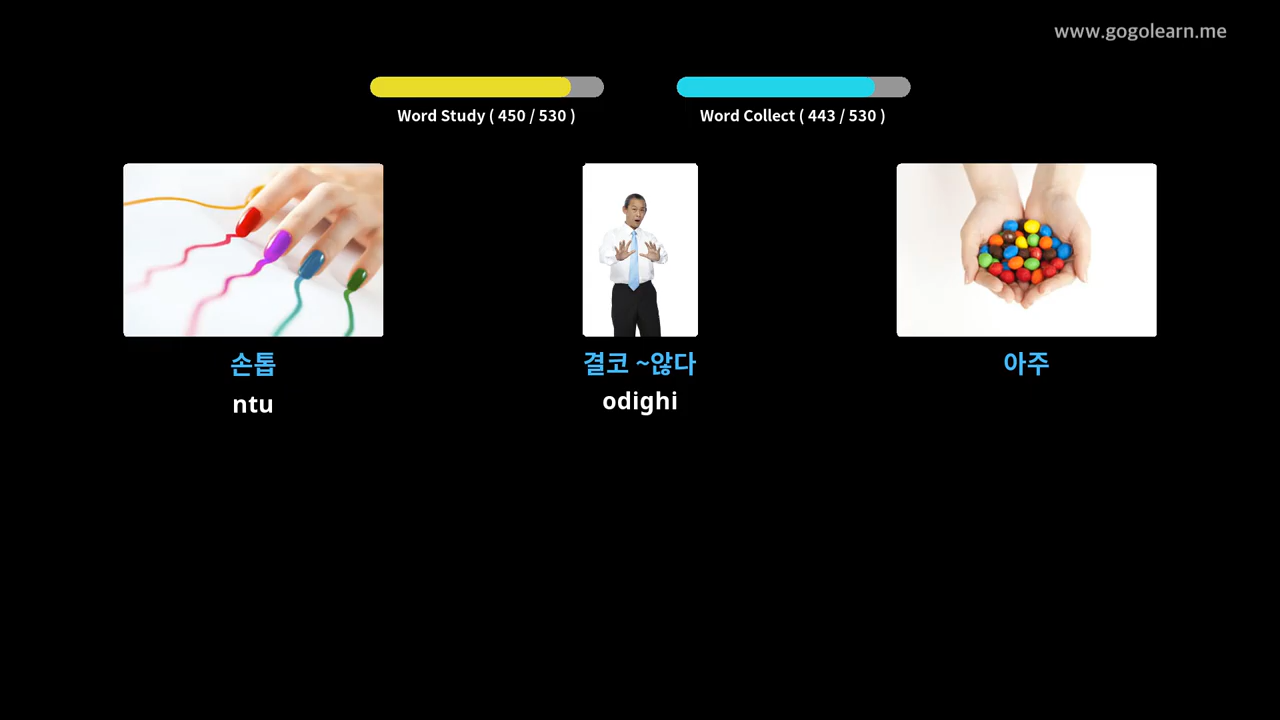 www.gogolearn.me
Word Study ( 450 / 530 )
Word Collect ( 443 / 530 )
손톱
ntu
결코 ~않다
odighi
아주